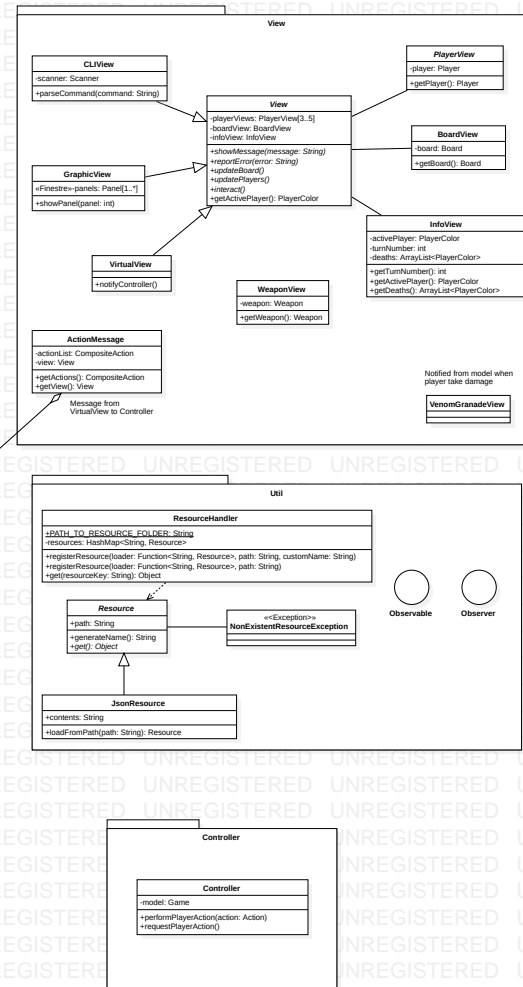 View
CLIView
-scanner: Scanner
+parseCommand(command: String)
PlayerView
-player: Player
+getPlayer(): Player
View
-playerViews: PlayerView[3..5]
-boardView: BoardView
-infoView: InfoView
+showMessage(message: String)
+reportError(error: String)
+updateBoard()
+updatePlayers()
+interact()
+getActivePlayer(): PlayerColor
BoardView
-board: Board
+getBoard(): Board
GraphicView
«Finestre»-panels: Panel[1..*]
+showPanel(panel: int)
InfoView
-activePlayer: PlayerColor
-turnNumber: int
-deaths: ArrayList<PlayerColor>
+getTurnNumber(): int
+getActivePlayer(): PlayerColor
+getDeaths(): ArrayList<PlayerColor>
VirtualView
+notifyController()
WeaponView
-weapon: Weapon
+getWeapon(): Weapon
ActionMessage
-actionList: CompositeAction
-view: View
+getActions(): CompositeAction
+getView(): View
Message from
VirtualView to Controller
Notified from model when
player take damage
VenomGranadeView
UNREGISTERED UNREGISTERED
Util
ResourceHandler
+PATH_TO_RESOURCE_FOLDER: String
-resources: HashMap<String, Resource>
+registerResource(loader: Function<String, Resource>, path: String, customName: String)
+registerResource(loader: Function<String, Resource>, path: String)
+get(resourceKey: String): Object
Resource
+path: String
+generateName(): String
+get(): Object
«<Exception>»
NonExistentResourceException
Observable
Observer
JsonResource
+contents: String
+loadFromPath(path: String): Resource
UNREGISTERED UNREGISTERED
Controller
Controller
-model: Game
+performPlayerAction(action: Action)
+requestPlayerAction()